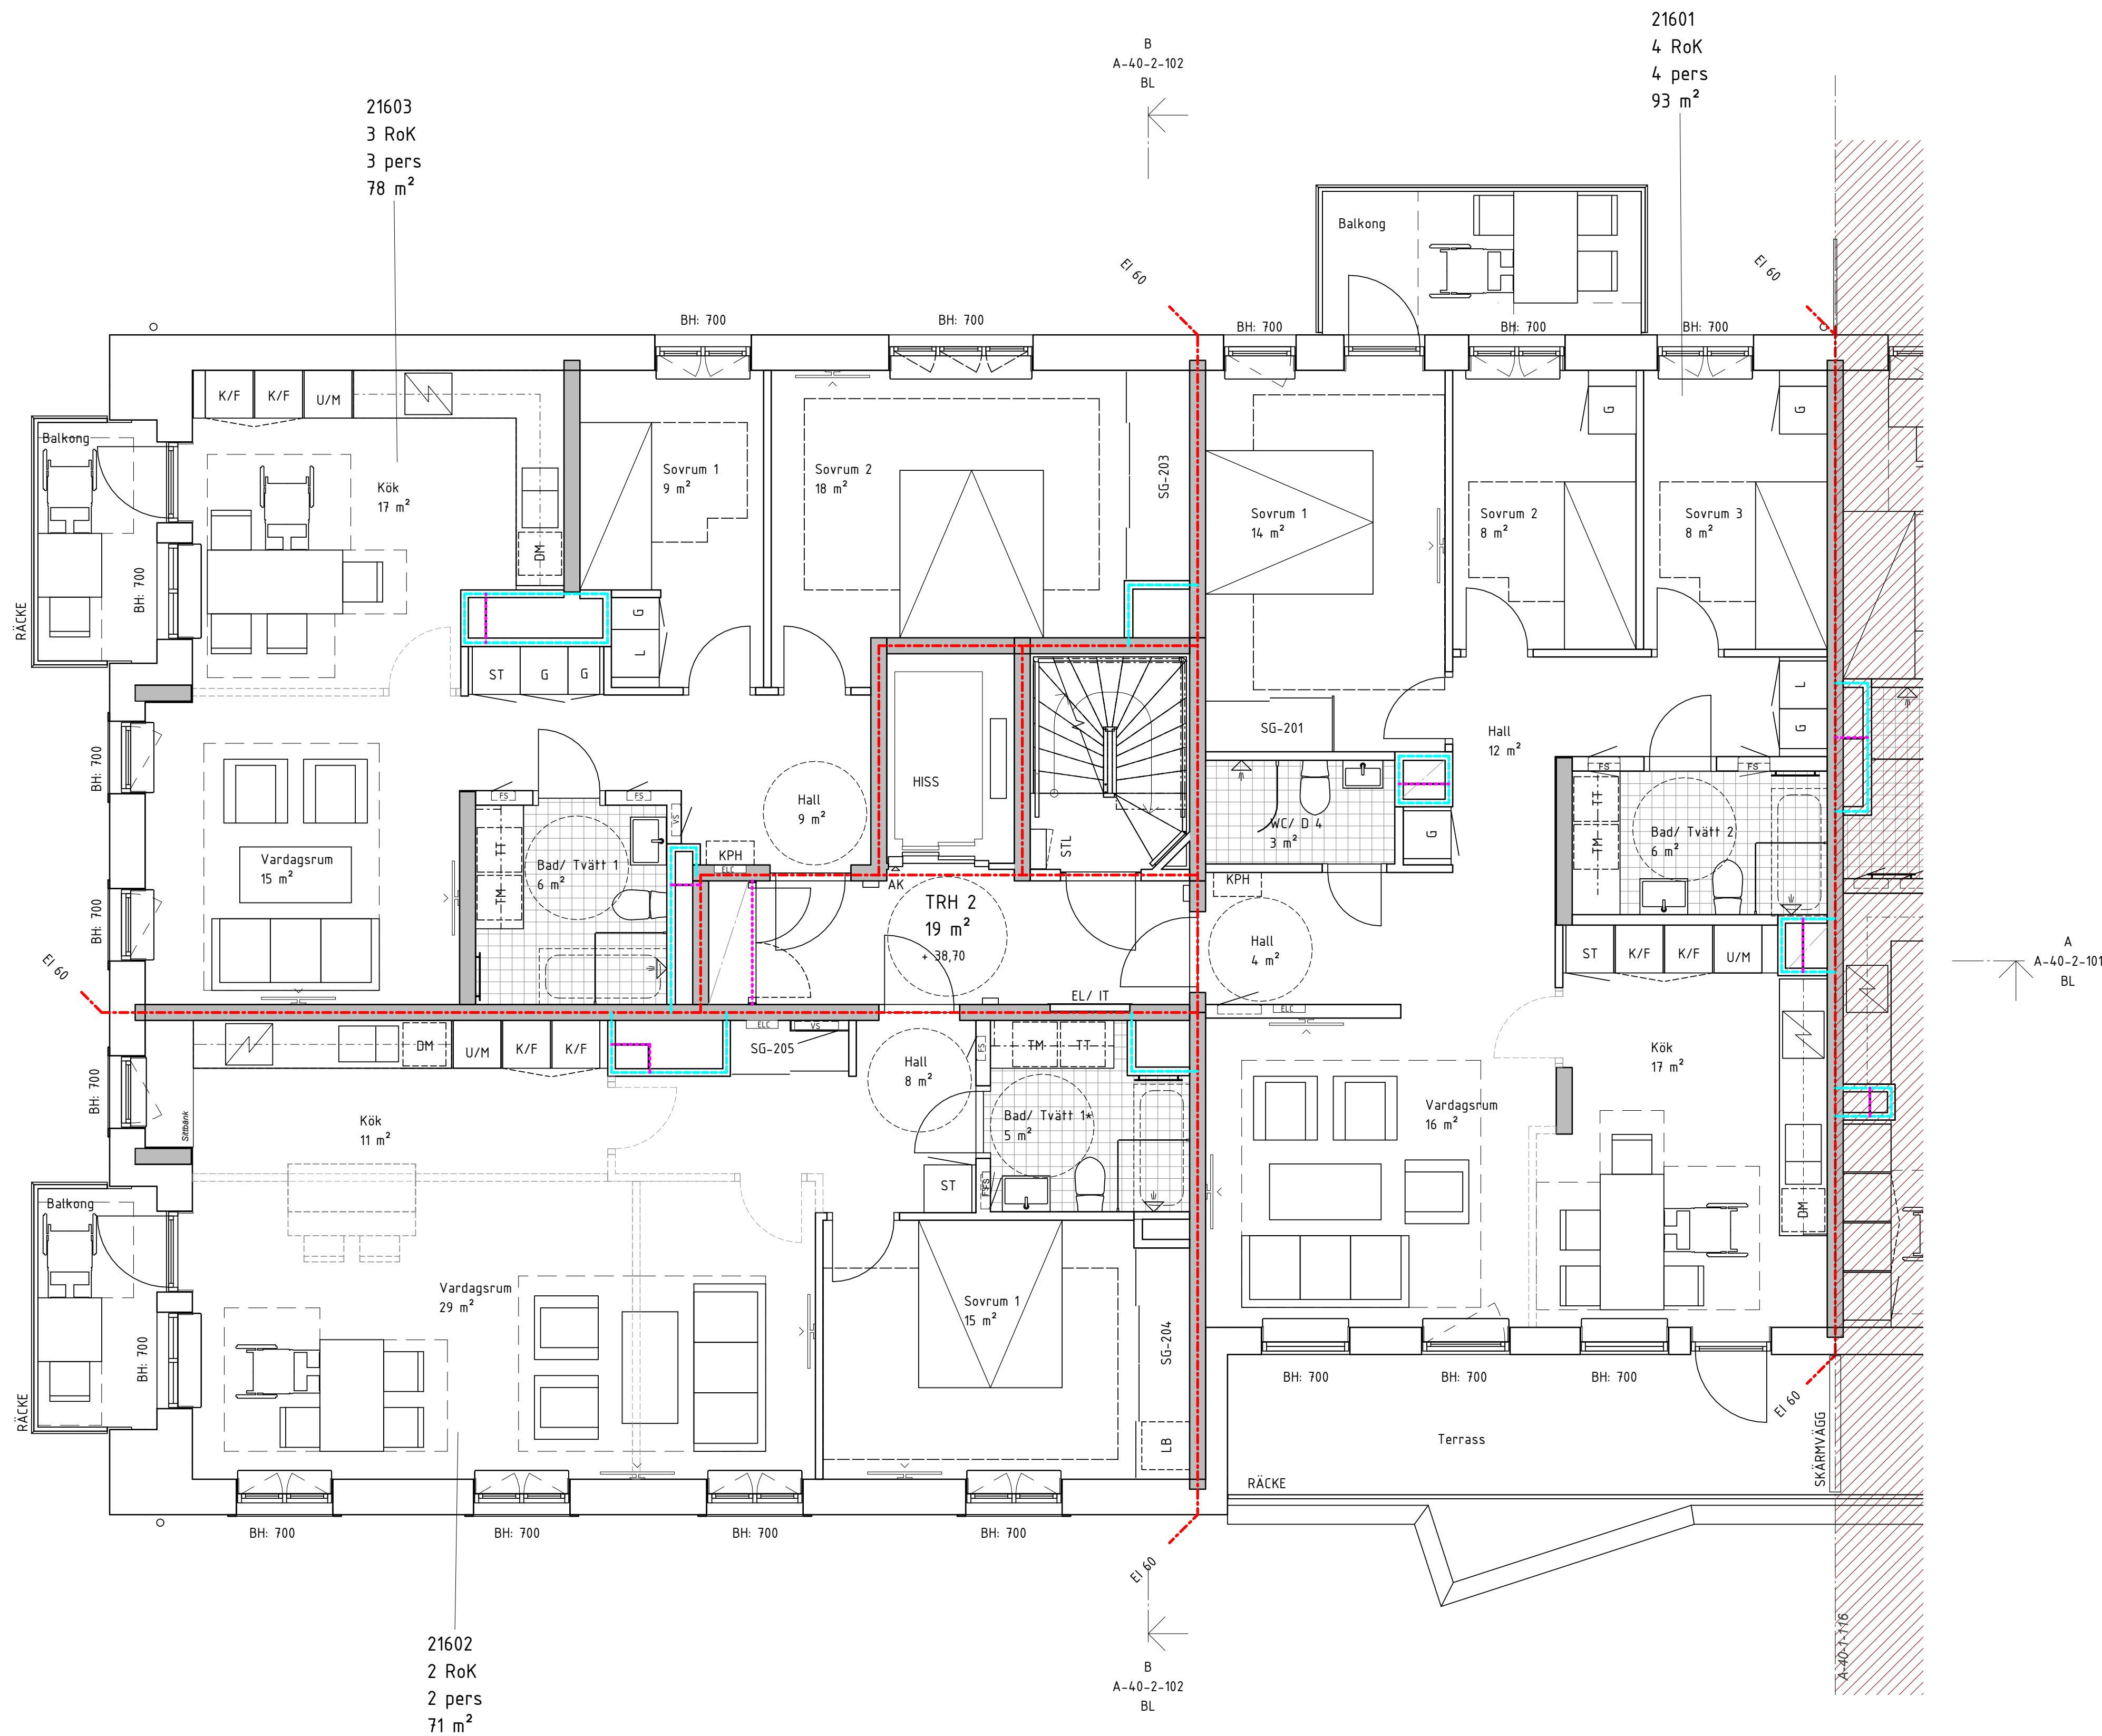 21601
4 RoK
4 pers
93 m²
B
A-40-2-102
BL
21603
3 RoK
3 pers
78 m²
Balkong
EI 60
EI 60
BH: 700
BH: 700
BH: 700
BH: 700
BH: 700
K/F
K/F
U/M
G
G
Balkong
Sovrum 1
9 m²
Sovrum 2
18 m²
SG-203
Kök
17 m²
Sovrum 1
14 m²
Sovrum 2
8 m²
Sovrum 3
8 m²
DM
BH: 700
RÄCKE
G
L
ST
G
G
L
G
SG-201
Hall
12 m²
BH: 700
HISS
FS
FS
FS
FS
VS
Hall
9 m²
STL
WC/ D 4
3 m²
G
TT
TM
Bad/ Tvätt 2
6 m²
Vardagsrum
15 m²
TT
TM
Bad/ Tvätt 1
6 m²
KPH
ELC
AK
KPH
TRH 2
19 m²
+ 38,70
BH: 700
Hall
4 m²
ST
K/F
K/F
U/M
A
A-40-2-101
BL
EI 60
EL/ IT
ELC
DM
U/M
K/F
K/F
ELC
VS
SG-205
Hall
8 m²
FS
TM
TT
Kök
17 m²
BH: 700
Sittbänk
Kök
11 m²
Bad/ Tvätt 1*
5 m²
Vardagsrum
16 m²
ST
FS
FS
DM
Balkong
Vardagsrum
29 m²
Sovrum 1
15 m²
SG-204
BH: 700
RÄCKE
LB
BH: 700
BH: 700
BH: 700
EI 60
Terrass
SKÄRMVÄGG
RÄCKE
BH: 700
BH: 700
BH: 700
BH: 700
EI 60
21602
2 RoK
2 pers
71 m²
B
A-40-2-102
BL
A-40-1-116